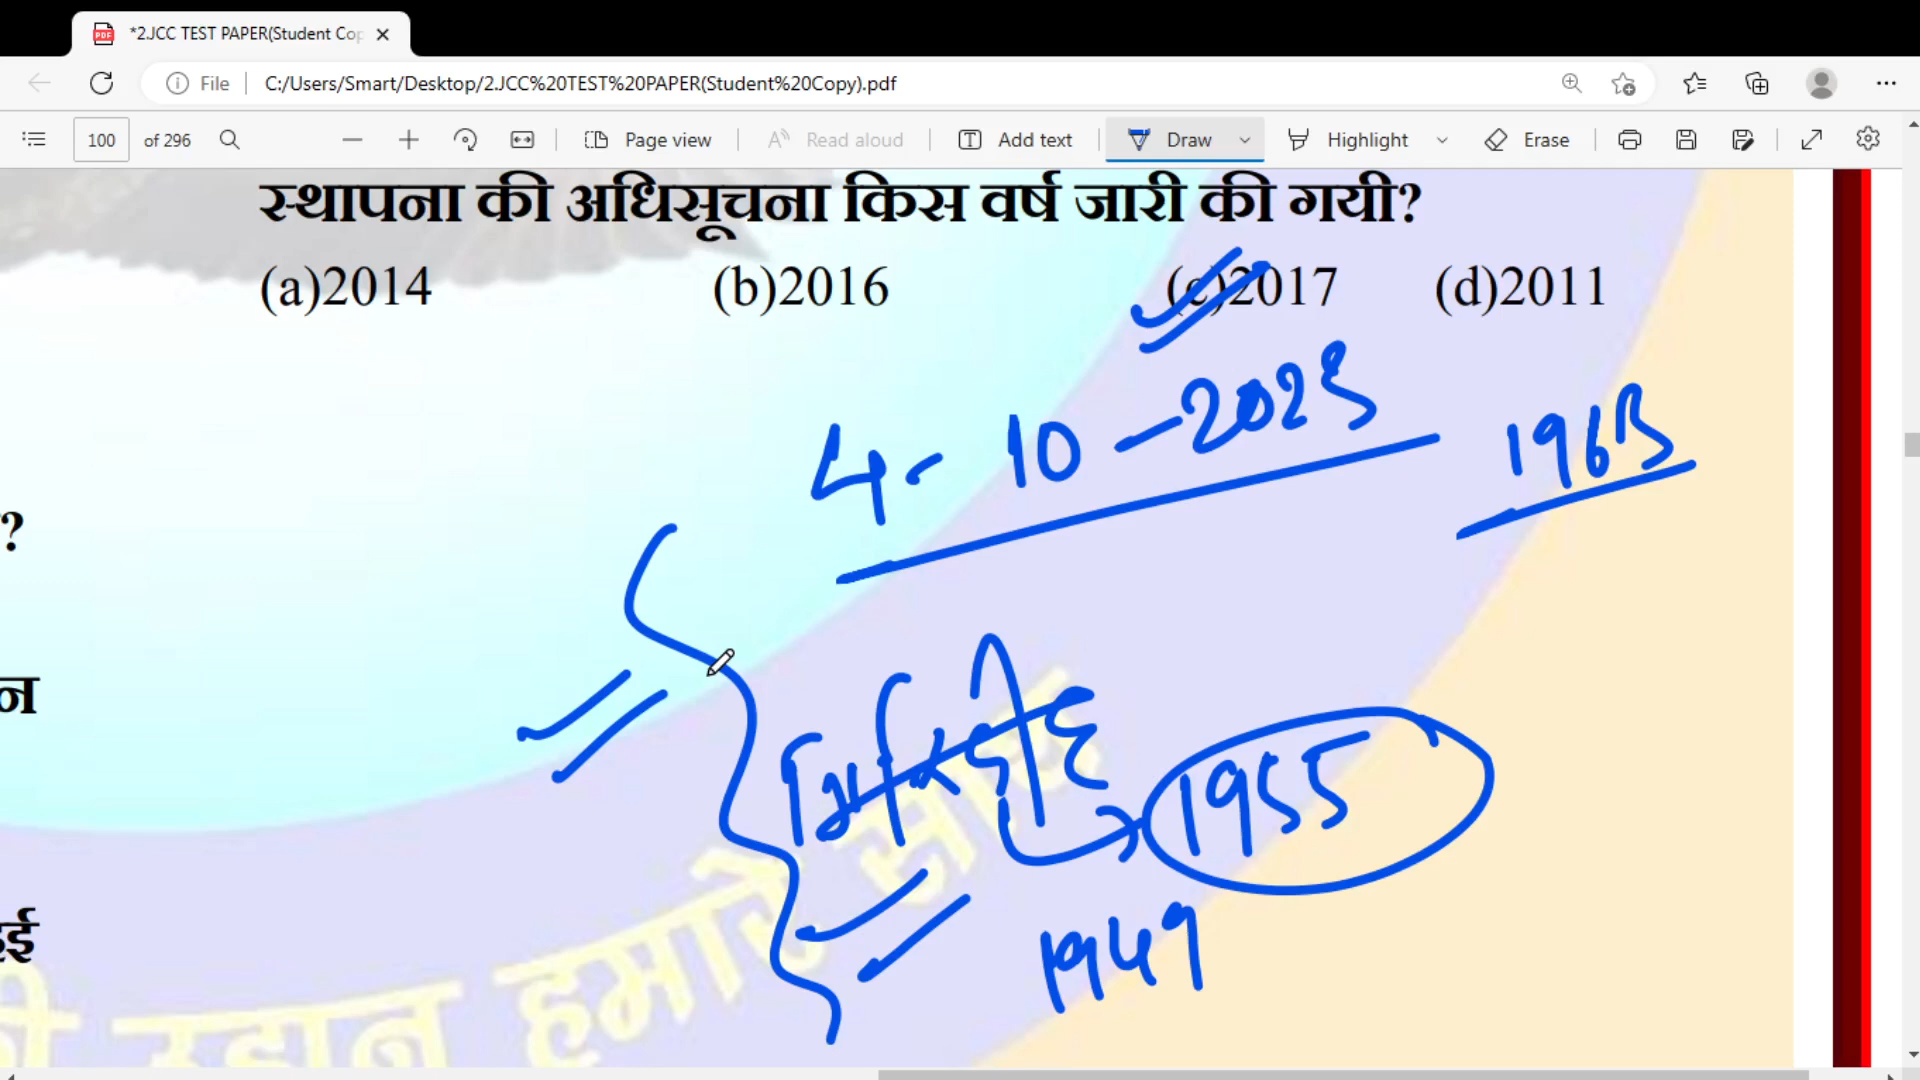 *2.JCC TEST PAPER(Student Cop
File C:/Users/Smart/Desktop/2.JCC%20TEST%20PAPER(Student%20Copy).pdf
100 of 296 Page view Read aloud Add text Draw Highlight Erase
स्थापना की अधिसूचना किस वर्ष जारी की गयी?
(a)2014 (b)2016 (c)2017 (d)2011
4- 10 -2023
1963
?
न
1955
1949
उड़ान हमारे साथ